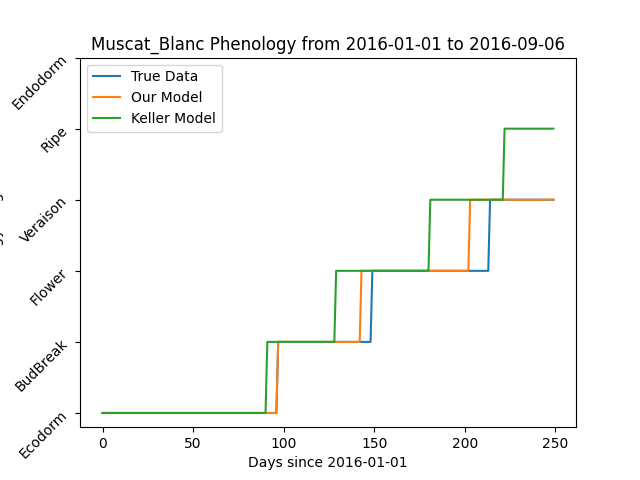 Muscat_Blanc Phenology from 2016-01-01 to 2016-09-06
True Data
Our Model
Keller Model
Endodorm
Ripe
Veraison
Flower
BudBreak
Ecodorm
0 50 100 150 200 250
Days since 2016-01-01